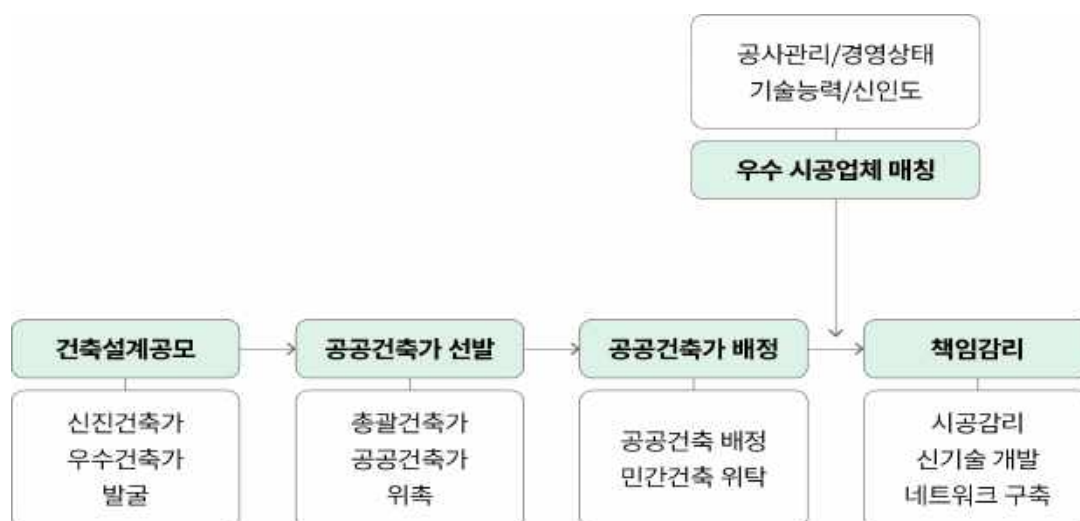 공사관리/경영상태
기술능력/신인도
우수 시공업체 매칭
건축설계공모
신진건축가
우수건축가
발굴
공공건축가 선발
총괄건축가
공공건축가
위촉
공공건축가 배정
공공건축 배정
민간건축 위탁
책임감리
시공감리
신기술 개발
네트워크 구축